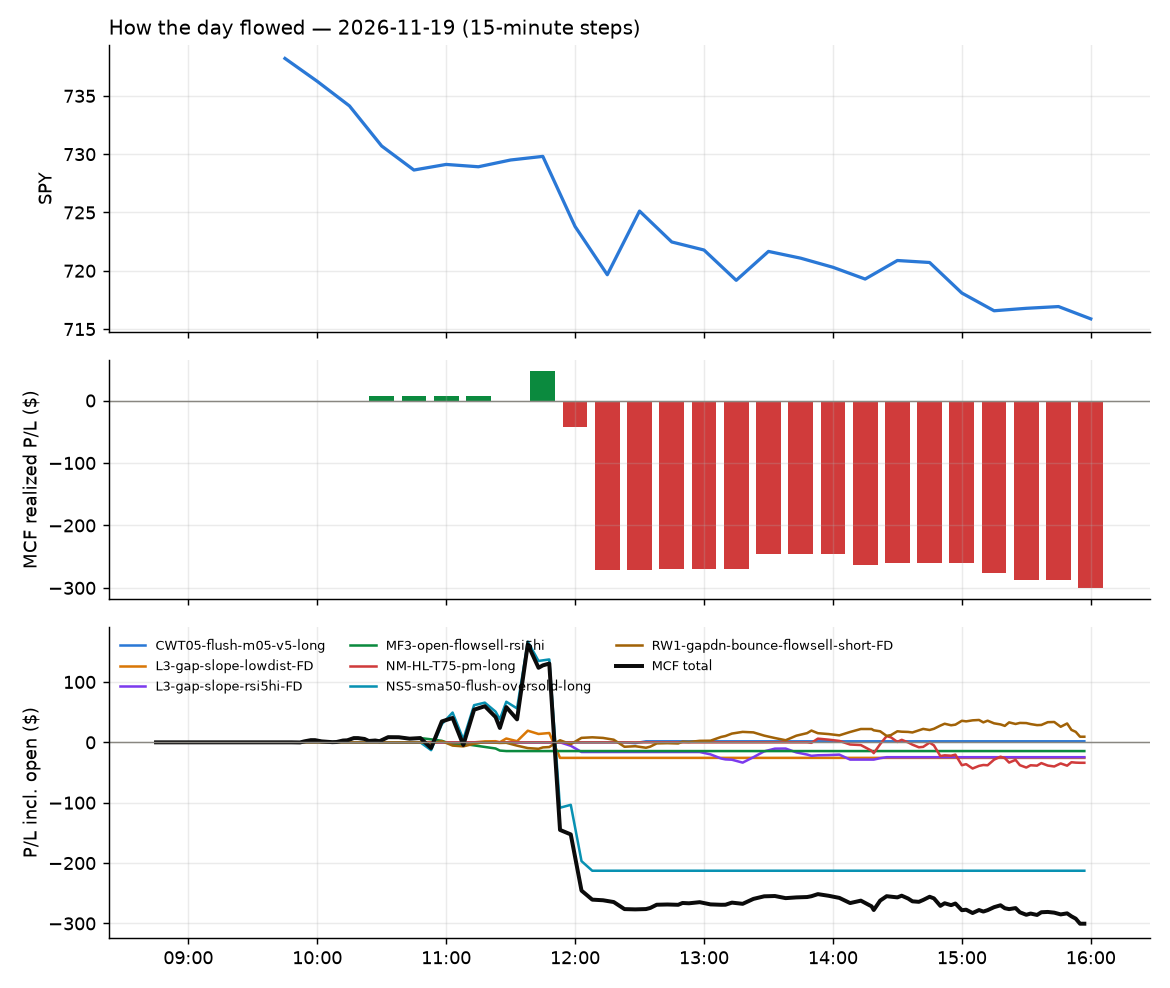 How the day flowed — 2026-11-19 (15-minute steps)
735
730
725
720
715
SPY
0
−100
−200
−300
MCF realized P/L ($)
CWT05-flush-m05-v5-long
L3-gap-slope-lowdist-FD
L3-gap-slope-rsi5hi-FD
MF3-open-flowsell-rsi5hi
NM-HL-T75-pm-long
NS5-sma50-flush-oversold-long
RW1-gapdn-bounce-flowsell-short-FD
MCF total
100
0
−100
−200
−300
P/L incl. open ($)
09:00 10:00 11:00 12:00 13:00 14:00 15:00 16:00